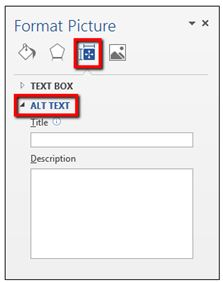 Format Picture
TEXT BOX
ALT TEXT
Title
Description